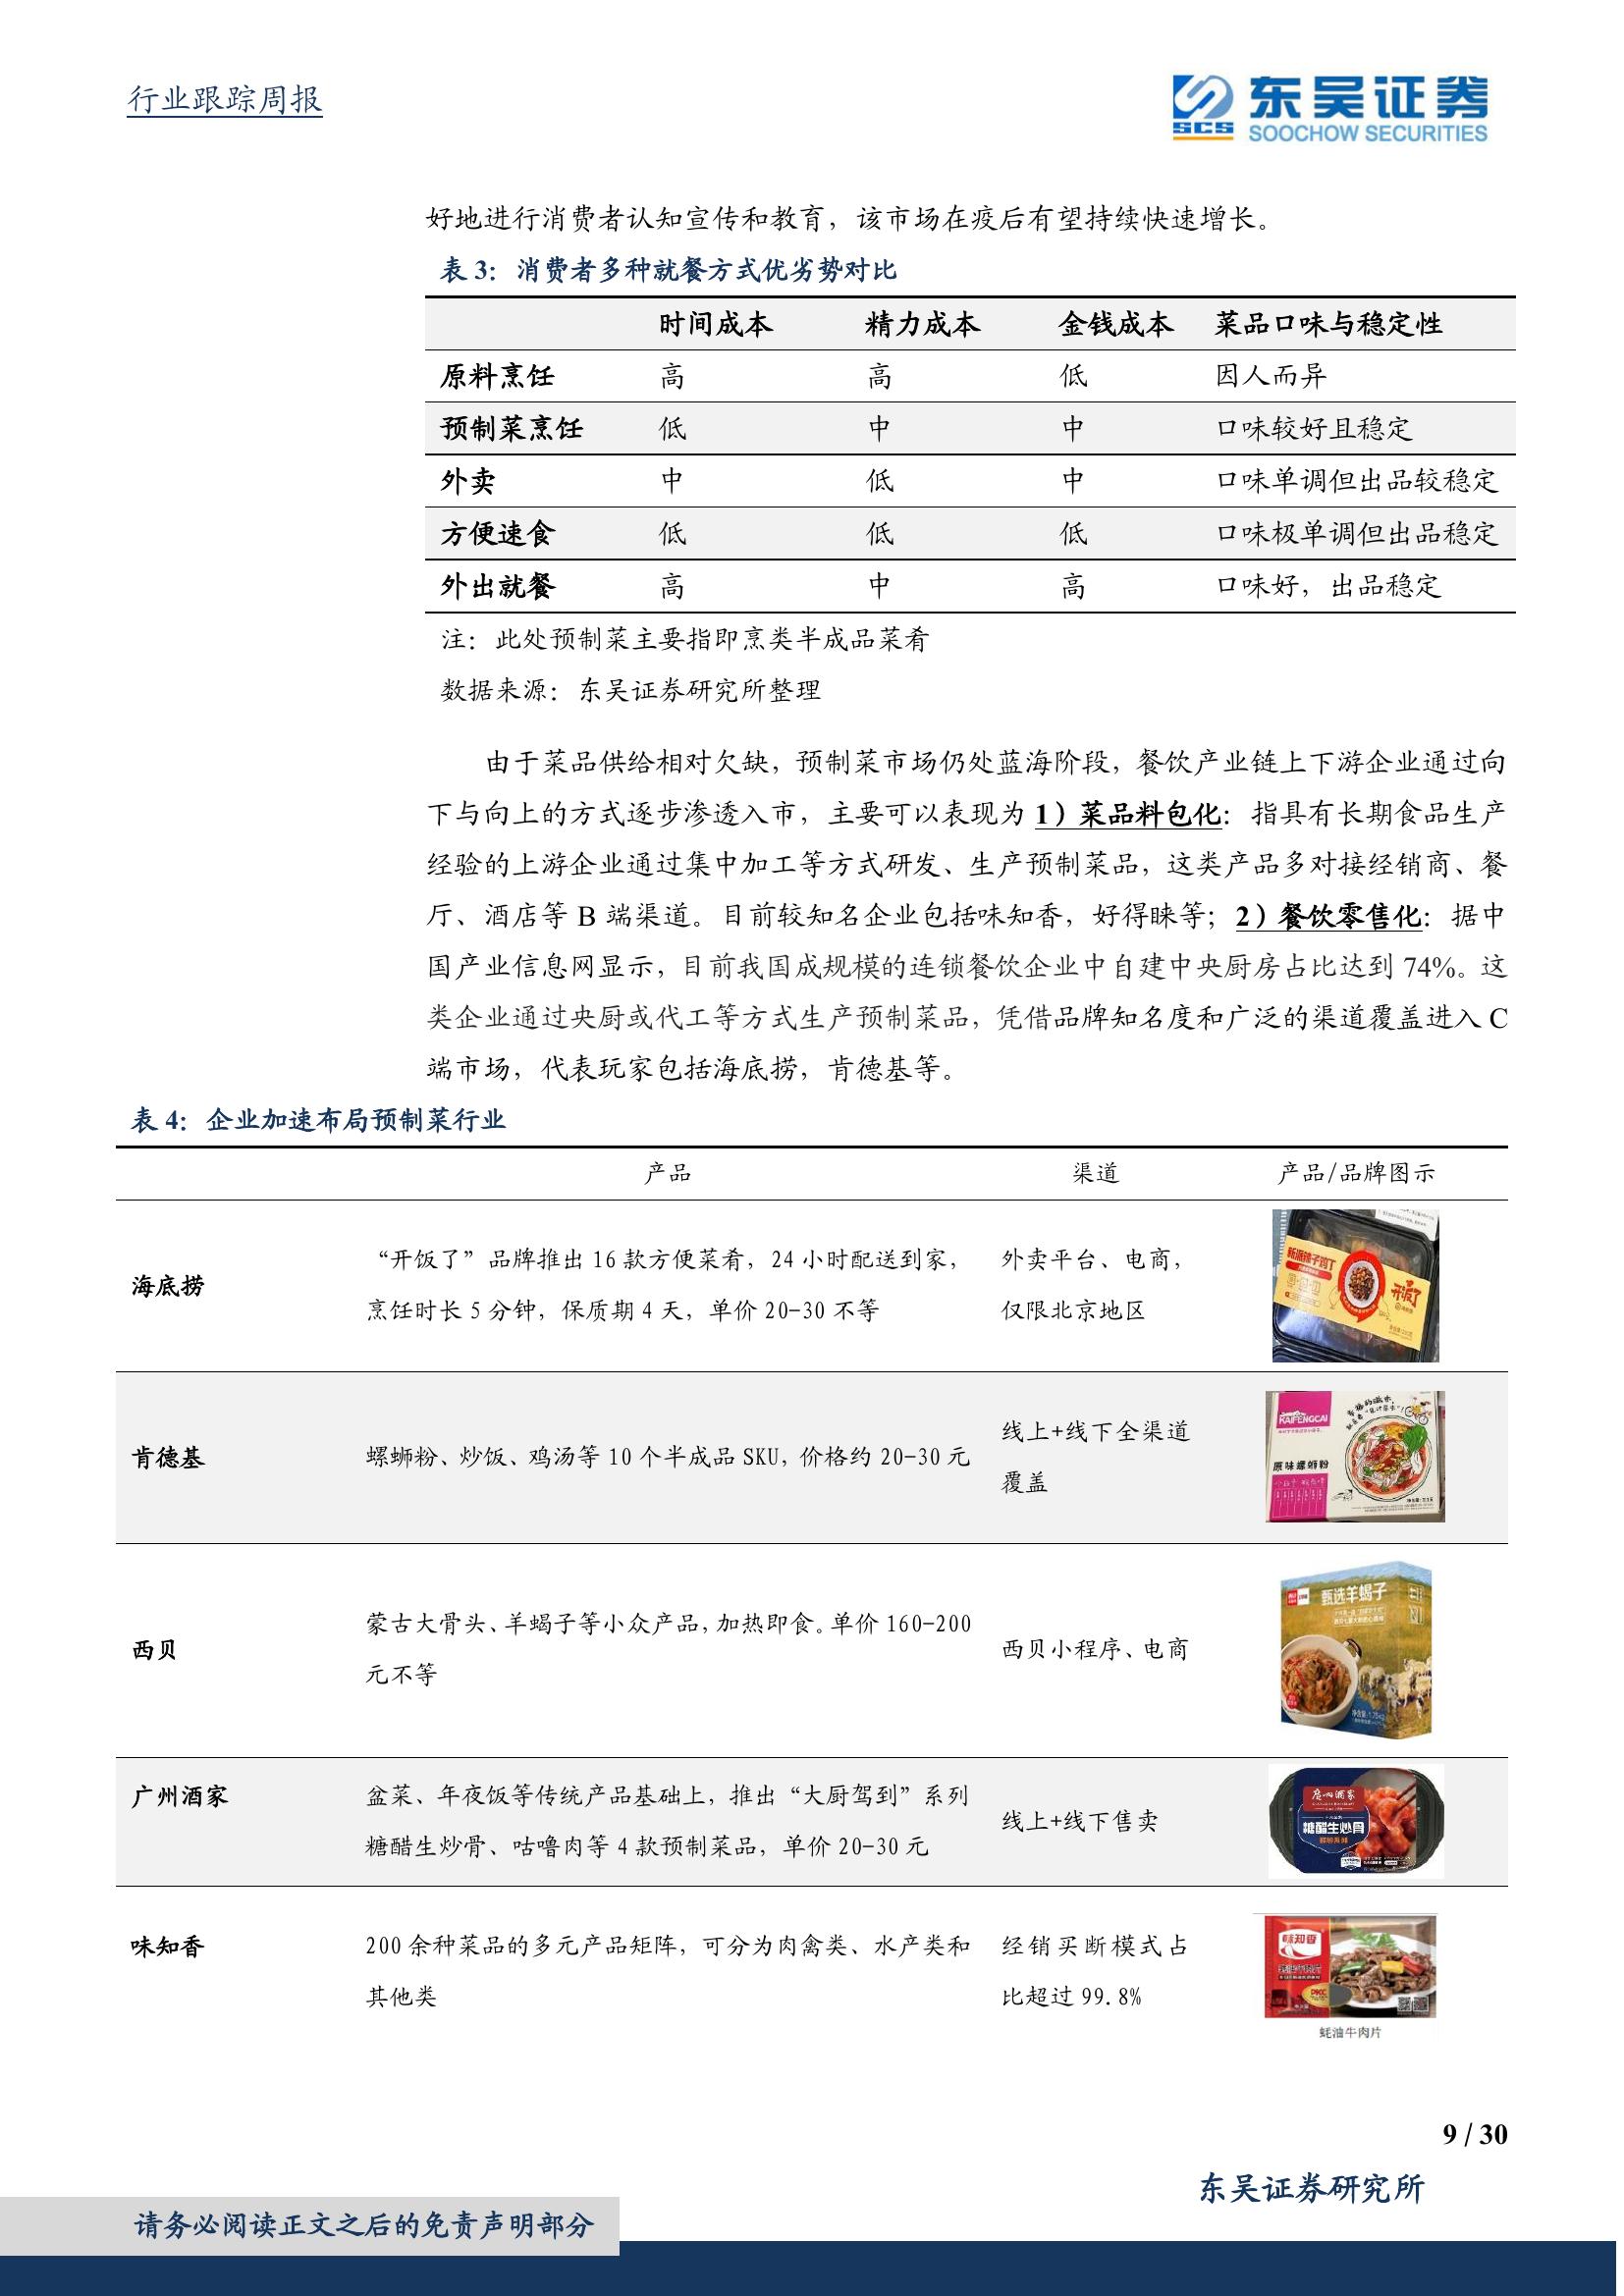 行业跟踪周报
SCS 东吴证券
SOOCHOW SECURITIES
好地进行消费者认知宣传和教育，该市场在疫后有望持续快速增长。
表 3：消费者多种就餐方式优劣势对比
时间成本 精力成本 金钱成本 菜品口味与稳定性
原料烹饪 高 高 低 因人而异
预制菜烹饪 低 中 中 口味较好且稳定
外卖 中 低 中 口味单调但出品较稳定
方便速食 低 低 低 口味极单调但出品稳定
外出就餐 高 中 高 口味好，出品稳定
注：此处预制菜主要指即烹类半成品菜肴
数据来源：东吴证券研究所整理
由于菜品供给相对欠缺，预制菜市场仍处蓝海阶段，餐饮产业链上下游企业通过向
下与向上的方式逐步渗透入市，主要可以表现为 1）菜品料包化：指具有长期食品生产
经验的上游企业通过集中加工等方式研发、生产预制菜品，这类产品多对接经销商、餐
厅、酒店等 B 端渠道。目前较知名企业包括味知香，好得睐等；2）餐饮零售化：据中
国产业信息网显示，目前我国成规模的连锁餐饮企业中自建中央厨房占比达到 74%。这
类企业通过央厨或代工等方式生产预制菜品，凭借品牌知名度和广泛的渠道覆盖进入 C
端市场，代表玩家包括海底捞，肯德基等。
表 4：企业加速布局预制菜行业
产品 渠道 产品/品牌图示
海底捞
“开饭了”品牌推出 16 款方便菜肴，24 小时配送到家，
烹饪时长 5 分钟，保质期 4 天，单价 20-30 不等
外卖平台、电商，
仅限北京地区
开饭了
肯德基
螺蛳粉、炒饭、鸡汤等 10 个半成品 SKU，价格约 20-30 元
线上+线下全渠道
覆盖
KAIFENGCAI
原味螺蛳粉
西贝
蒙古大骨头、羊蝎子等小众产品，加热即食。单价 160-200
元不等
西贝小程序、电商
甄选羊蝎子
广州酒家
盆菜、年夜饭等传统产品基础上，推出“大厨驾到”系列
糖醋生炒骨、咕噜肉等 4 款预制菜品，单价 20-30 元
线上+线下售卖
广州酒家
糖醋生炒骨
味知香
200 余种菜品的多元产品矩阵，可分为肉禽类、水产类和
其他类
经销买断模式占
比超过 99.8%
味知香
蚝油牛肉片
9 / 30
东吴证券研究所
请务必阅读正文之后的免责声明部分